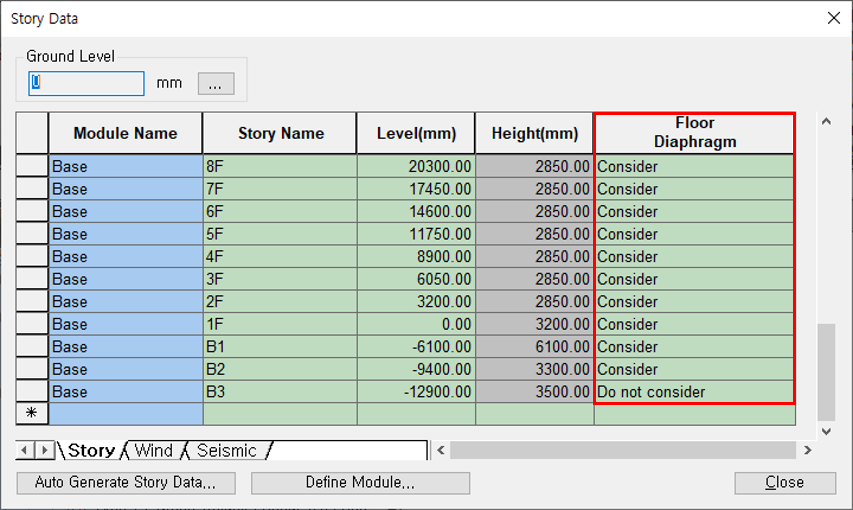 Story Data
Ground Level
0 mm ...
Module Name Story Name Level(mm) Height(mm) Floor Diaphragm
Base 8F 20300.00 2850.00 Consider
Base 7F 17450.00 2850.00 Consider
Base 6F 14600.00 2850.00 Consider
Base 5F 11750.00 2850.00 Consider
Base 4F 8900.00 2850.00 Consider
Base 3F 6050.00 2850.00 Consider
Base 2F 3200.00 2850.00 Consider
Base 1F 0.00 3200.00 Consider
Base B1 -6100.00 6100.00 Consider
Base B2 -9400.00 3300.00 Consider
Base B3 -12900.00 3500.00 Do not consider
*
Story Wind Seismic
Auto Generate Story Data... Define Module... Close